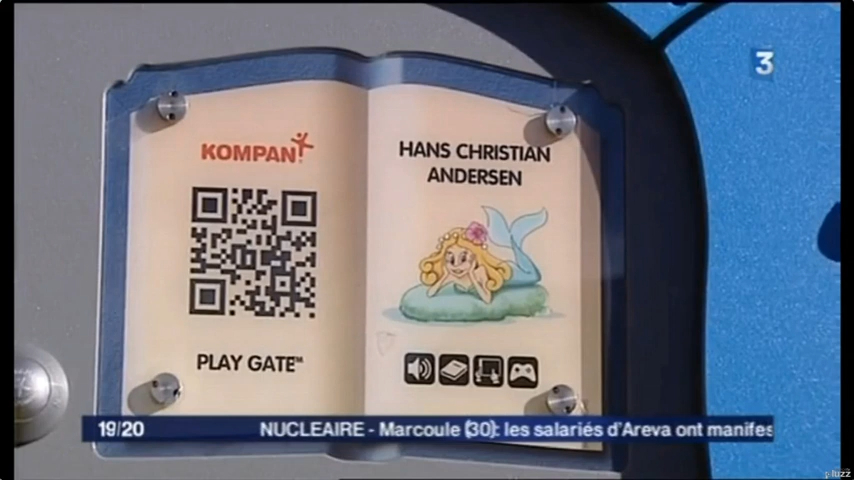 3
KOMPAN!
PLAY GATE™
HANS CHRISTIAN
ANDERSEN
19/20 NUCLEAIRE - Marcoule (30): les salariés d'Areva ont manifes
pluzz